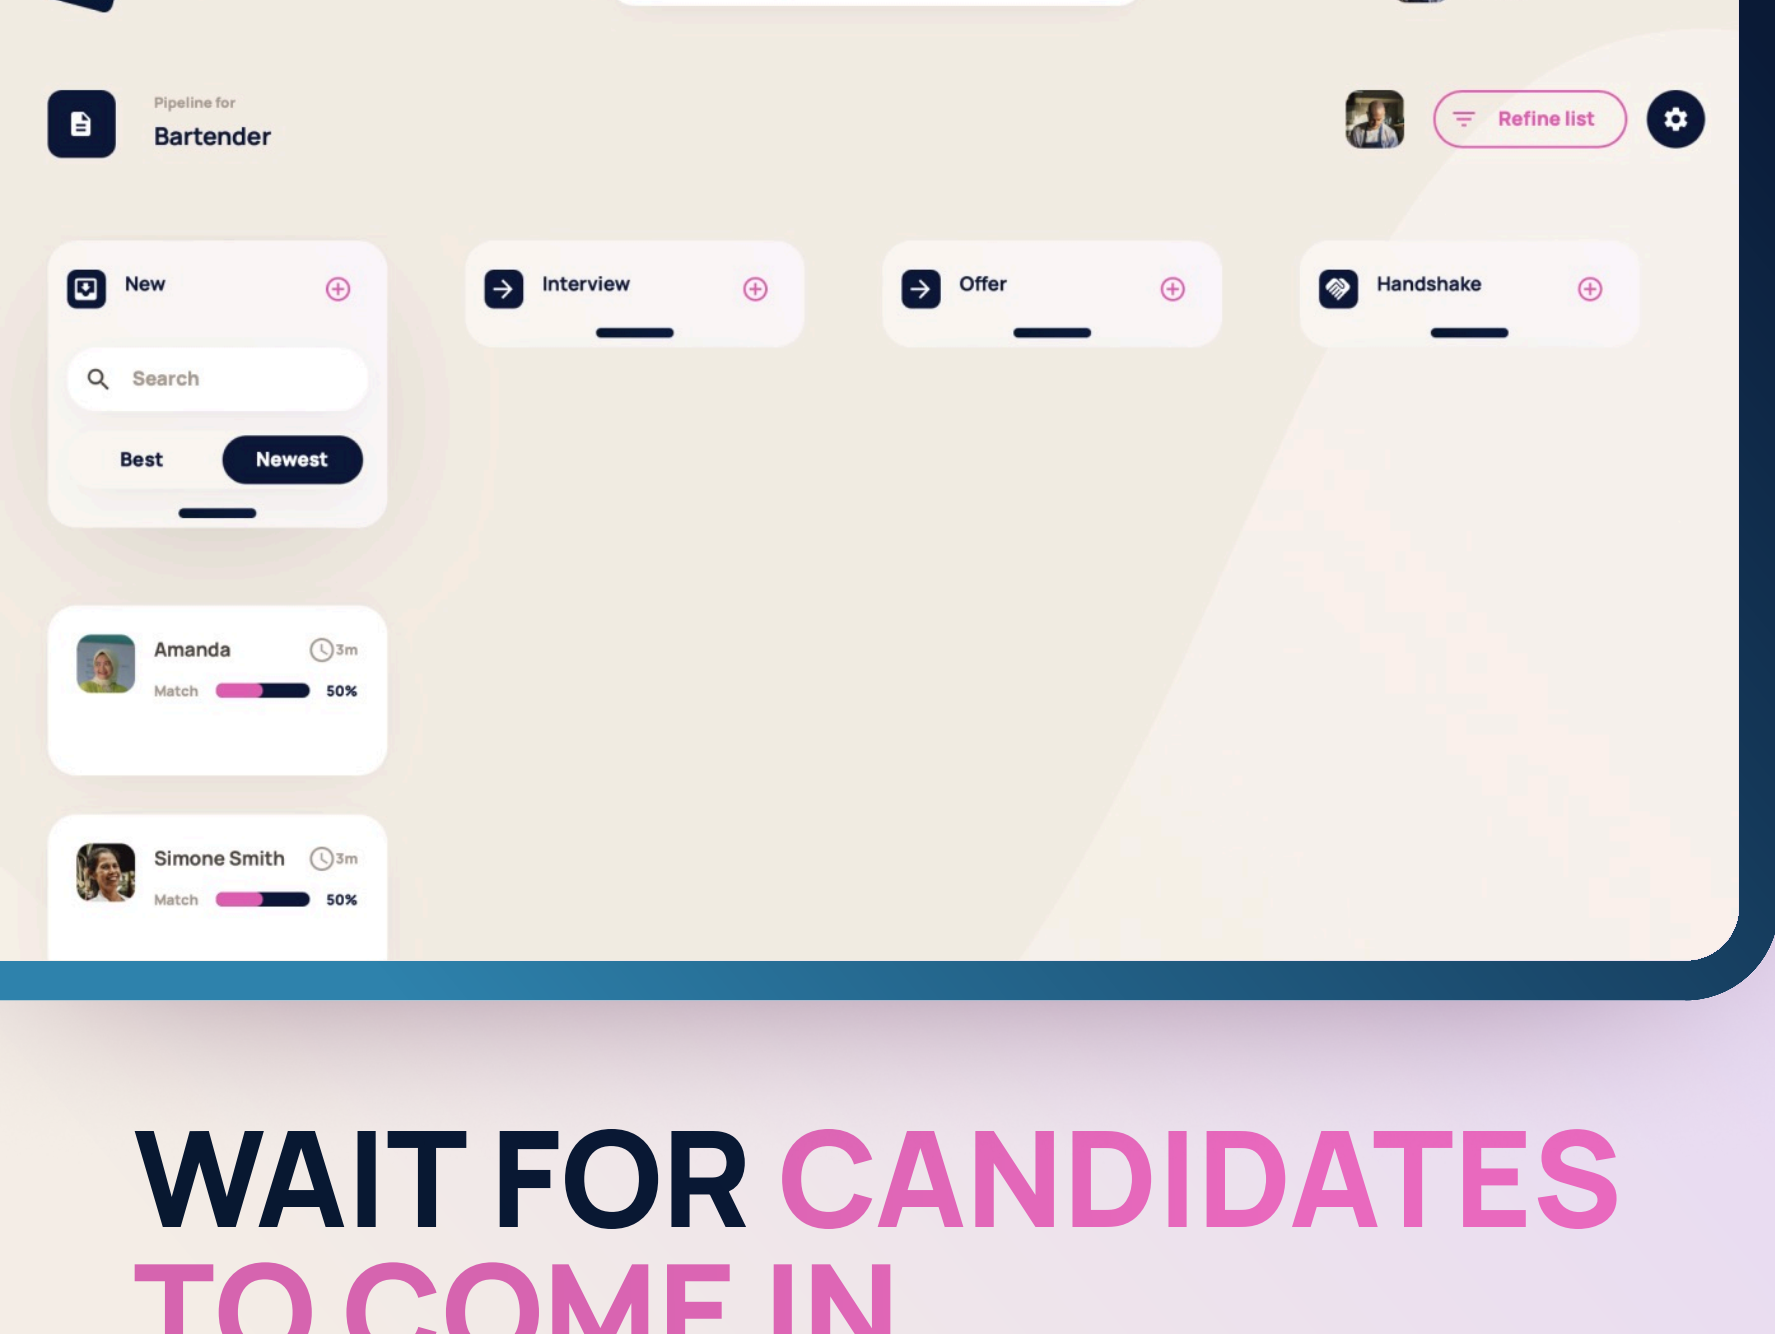 Pipeline for
Bartender
Refine list
New
Interview
Offer
Handshake
Search
Best
Newest
Amanda
3m
Match
50%
Simone Smith
3m
Match
50%
WAIT FOR CANDIDATES
TO COME IN